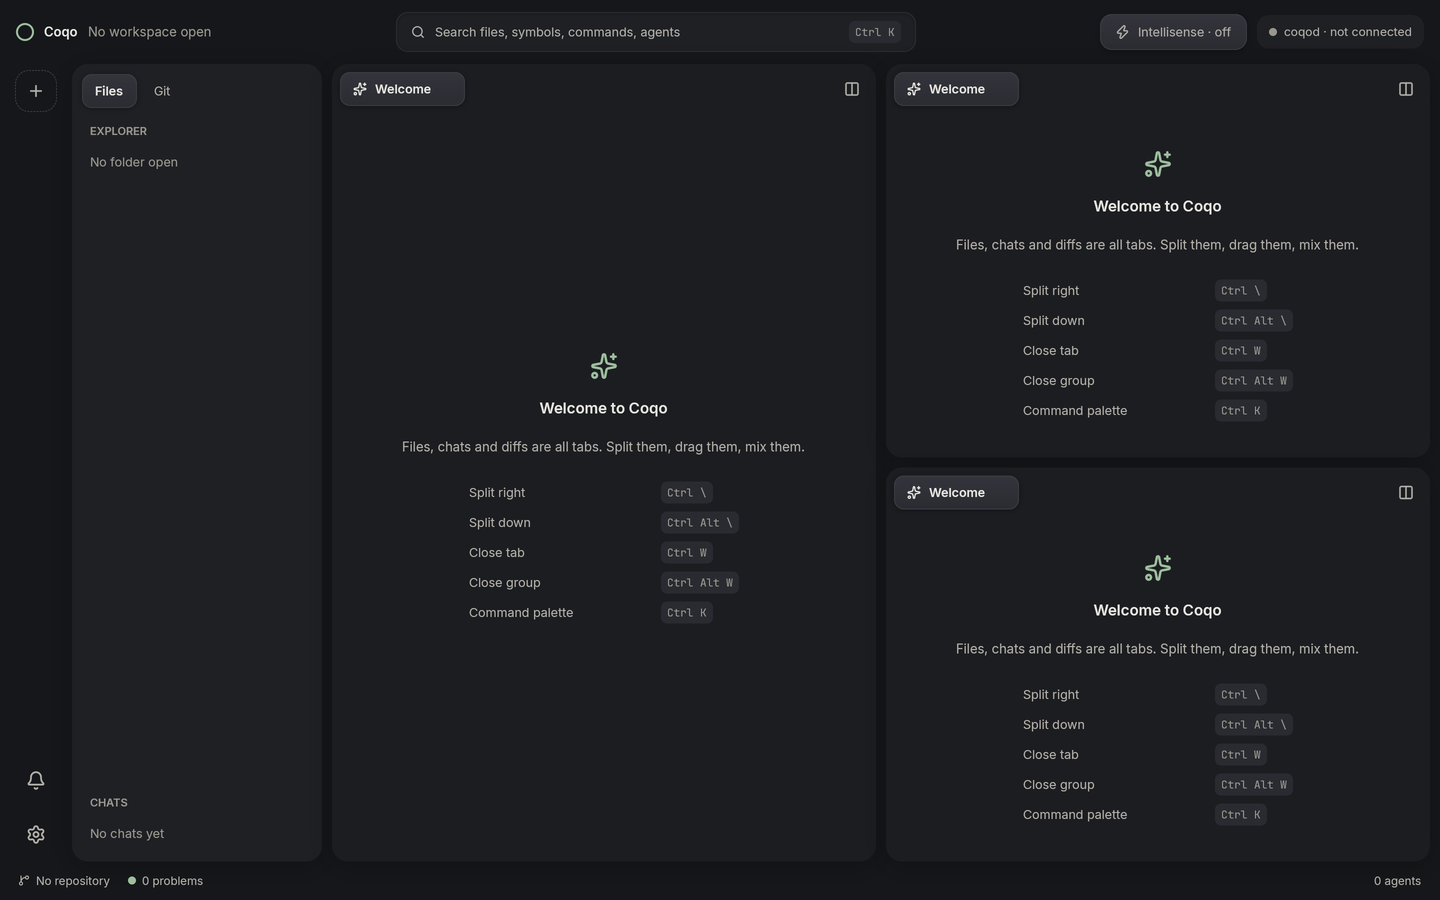 Coqo No workspace open
Search files, symbols, commands, agents Ctrl K
Intellisense · off
coqod · not connected
Files Git
EXPLORER
No folder open
CHATS
No chats yet
Welcome
Welcome to Coqo
Files, chats and diffs are all tabs. Split them, drag them, mix them.
Split right Ctrl \
Split down Ctrl Alt \
Close tab Ctrl W
Close group Ctrl Alt W
Command palette Ctrl K
Welcome
Welcome to Coqo
Files, chats and diffs are all tabs. Split them, drag them, mix them.
Split right Ctrl \
Split down Ctrl Alt \
Close tab Ctrl W
Close group Ctrl Alt W
Command palette Ctrl K
Welcome
Welcome to Coqo
Files, chats and diffs are all tabs. Split them, drag them, mix them.
Split right Ctrl \
Split down Ctrl Alt \
Close tab Ctrl W
Close group Ctrl Alt W
Command palette Ctrl K
No repository 0 problems
0 agents